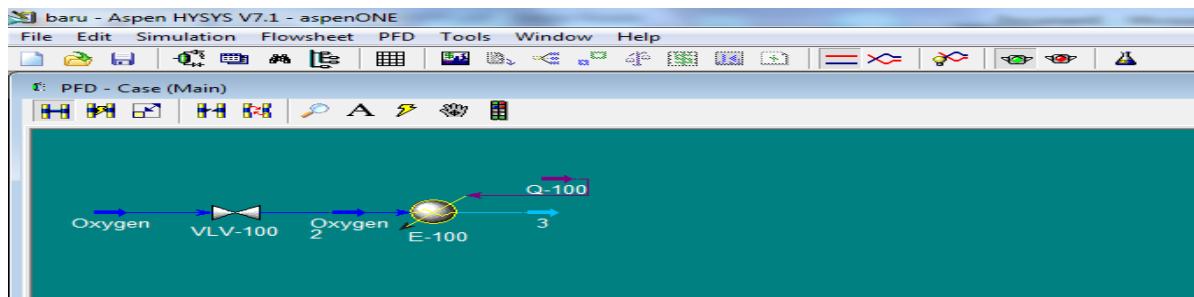 baru - Aspen HYSYS V7.1 - aspenONE
File Edit Simulation Flowsheet PFD Tools Window Help
PFD - Case (Main)
A
Q-100
Oxygen
VLV-100
Oxygen
2
E-100
3